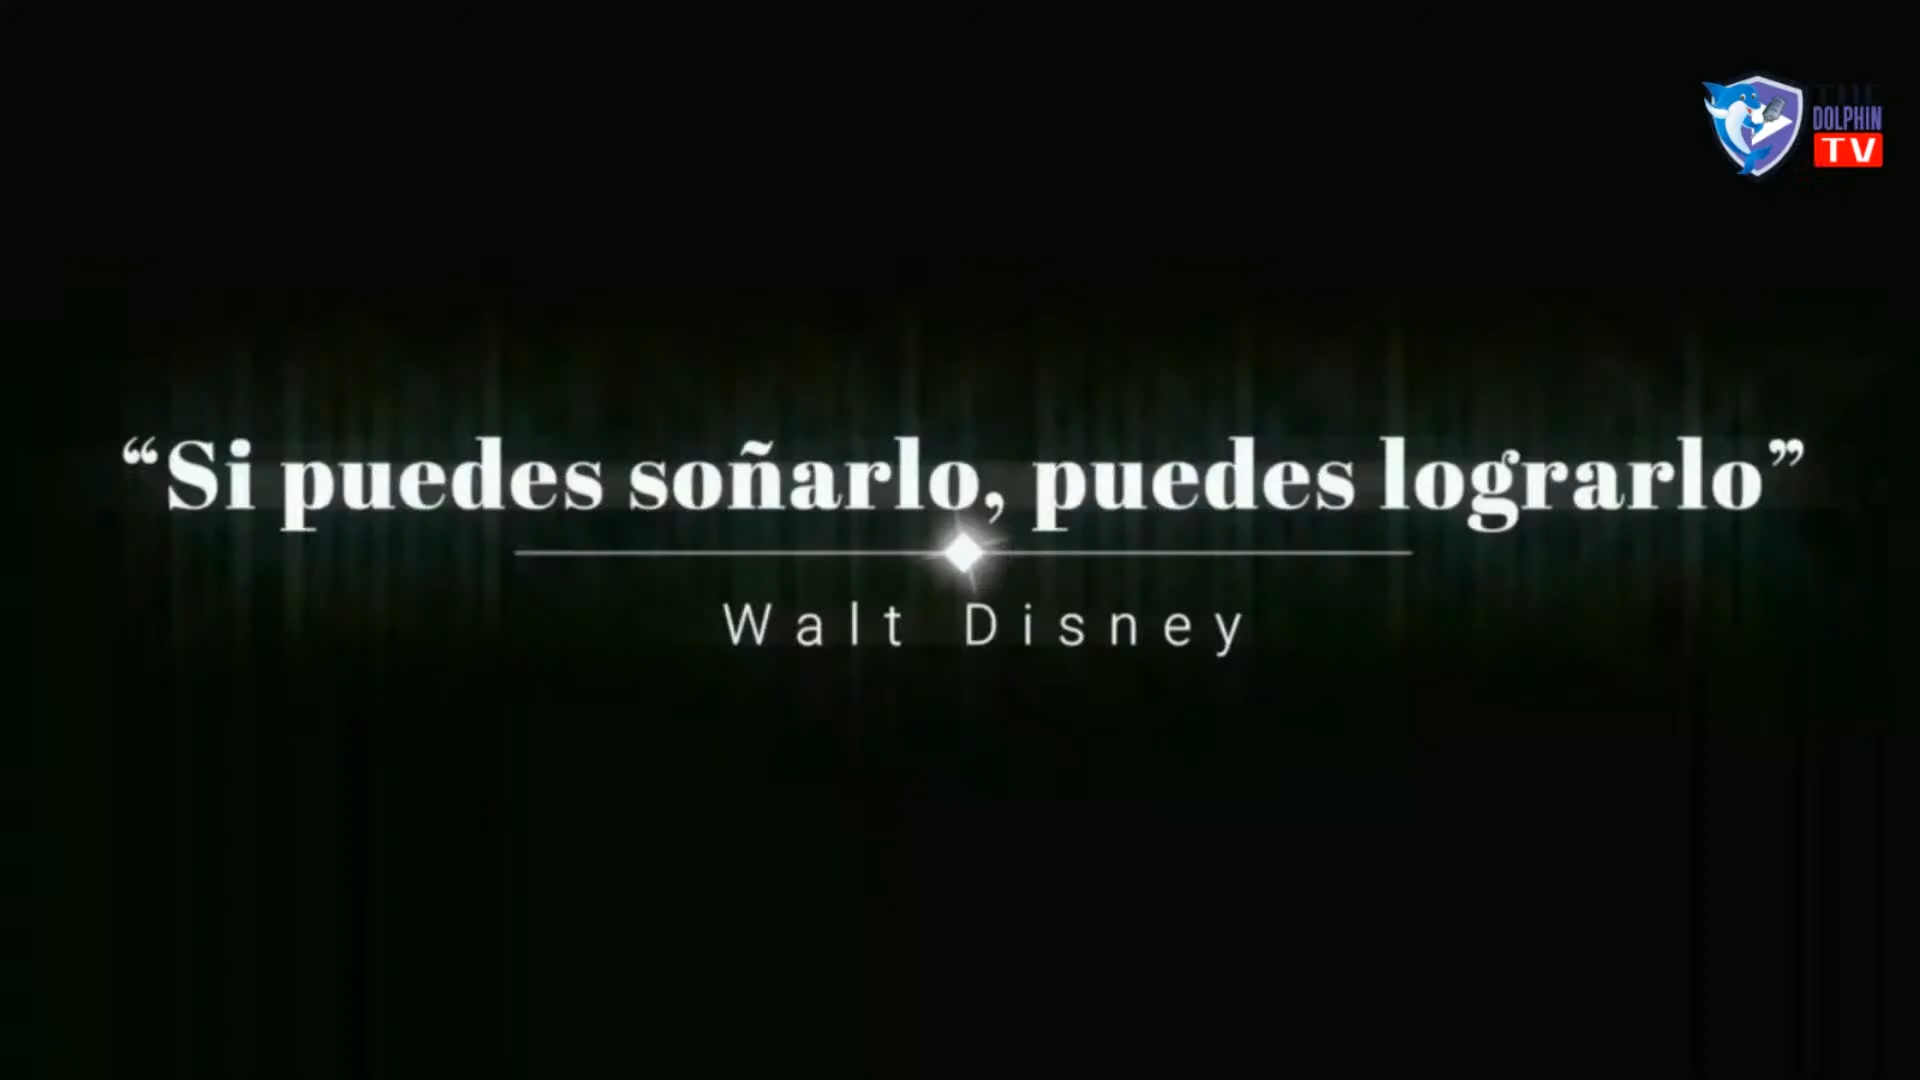 DOLPHIN
TV
“Si puedes soñarlo, puedes lograrlo”
Walt Disney